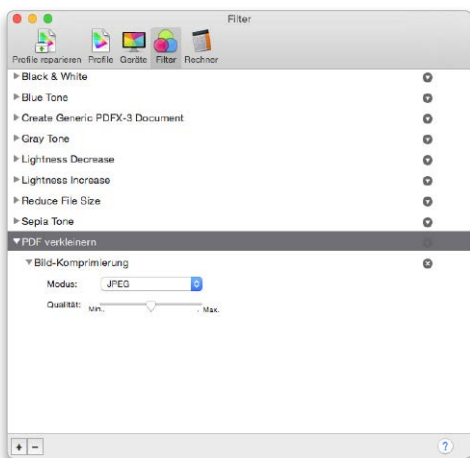 Filter
Profile reparieren Profile Geräte Filter Rechner
Black & White
Blue Tone
Create Generic PDFX-3 Document
Gray Tone
Lightness Decrease
Lightness Increase
Reduce File Size
Sepia Tone
PDF verkleinern
Bild-Komprimierung
Modus: JPEG
Qualität: Min. Max.
+ − ?